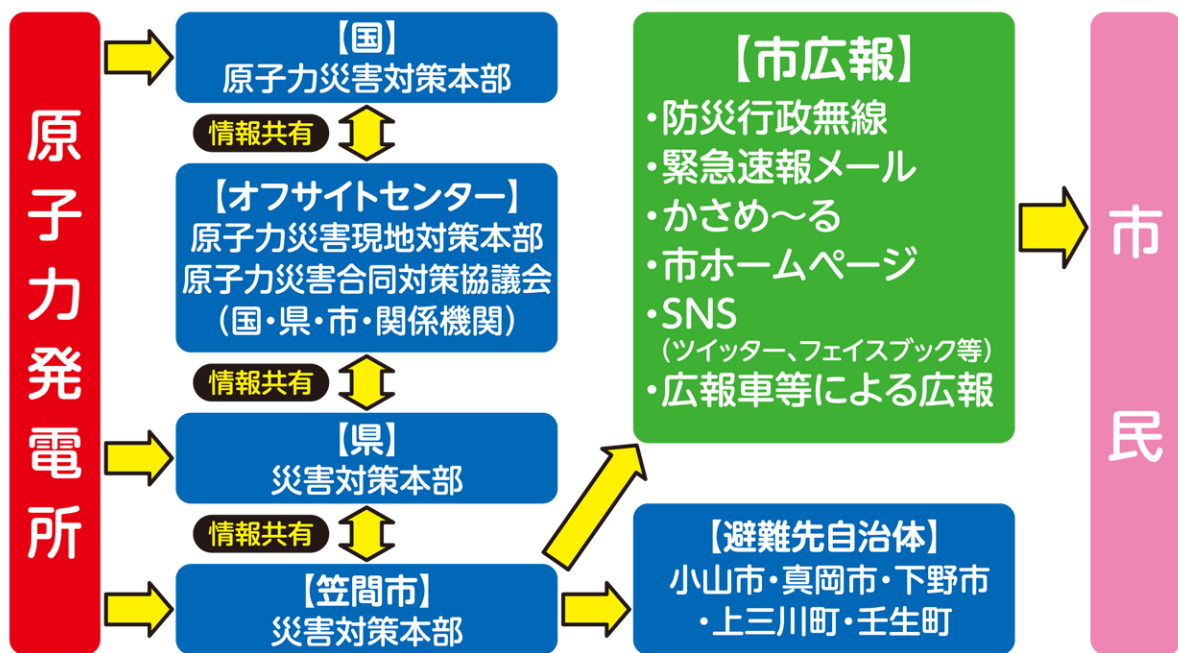 原子力発電所
【国】
原子力災害対策本部
情報共有
【オフサイトセンター】
原子力災害現地対策本部
原子力災害合同対策協議会
(国・県・市・関係機関)
情報共有
【県】
災害対策本部
情報共有
【笠間市】
災害対策本部
【市広報】
・防災行政無線
・緊急速報メール
・かさめ～る
・市ホームページ
・SNS
(ツイッター、フェイスブック等)
・広報車等による広報
【避難先自治体】
小山市・真岡市・下野市
・上三川町・壬生町
市民